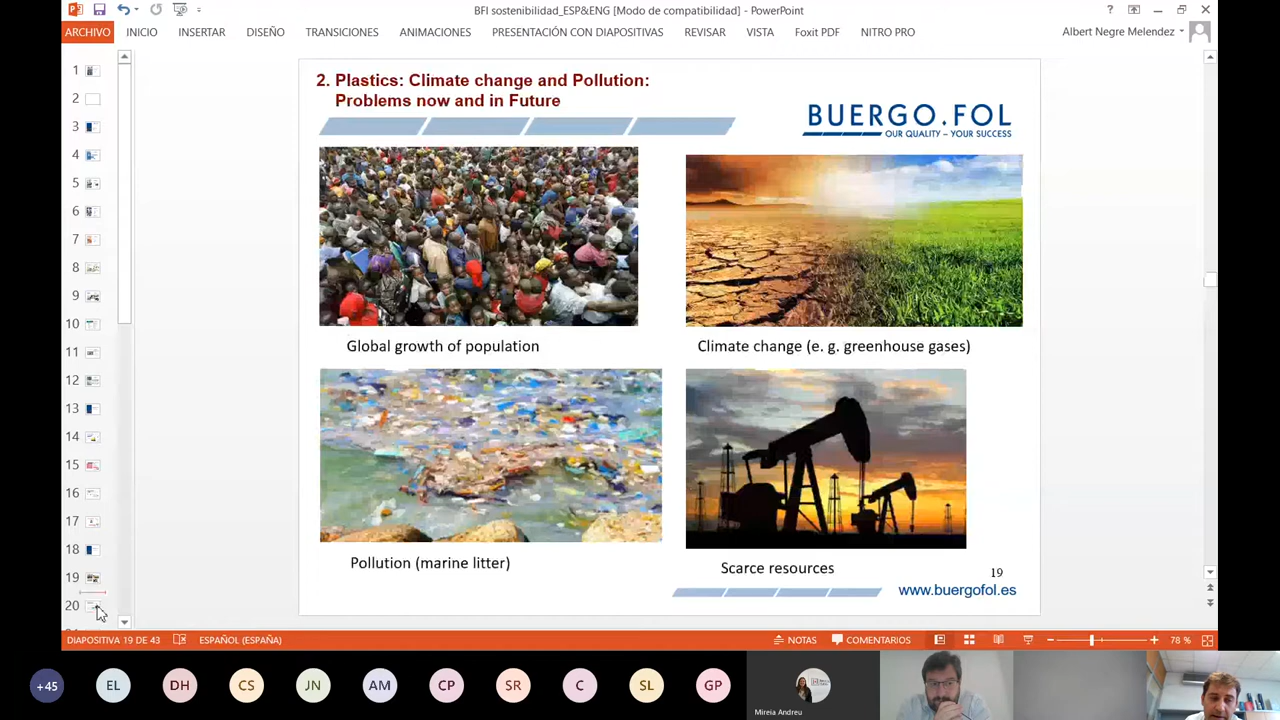 BFI sostenibilidad_ESP&ENG [Modo de compatibilidad] - PowerPoint
ARCHIVO INICIO INSERTAR DISEÑO TRANSICIONES ANIMACIONES PRESENTACIÓN CON DIAPOSITIVAS REVISAR VISTA Foxit PDF NITRO PRO Albert Negre Melendez
1
2
3
4
5
6
7
8
9
10
11
12
13
14
15
16
17
18
19
20
2. Plastics: Climate change and Pollution:
Problems now and in Future
BUERGO.FOL
OUR QUALITY – YOUR SUCCESS
Global growth of population
Climate change (e. g. greenhouse gases)
Pollution (marine litter)
Scarce resources
19
www.buergofol.es
DIAPOSITIVA 19 DE 43 ESPAÑOL (ESPAÑA) NOTAS COMENTARIOS 78 %
+45 EL DH CS JN AM CP SR C SL GP
Mireia Andreu